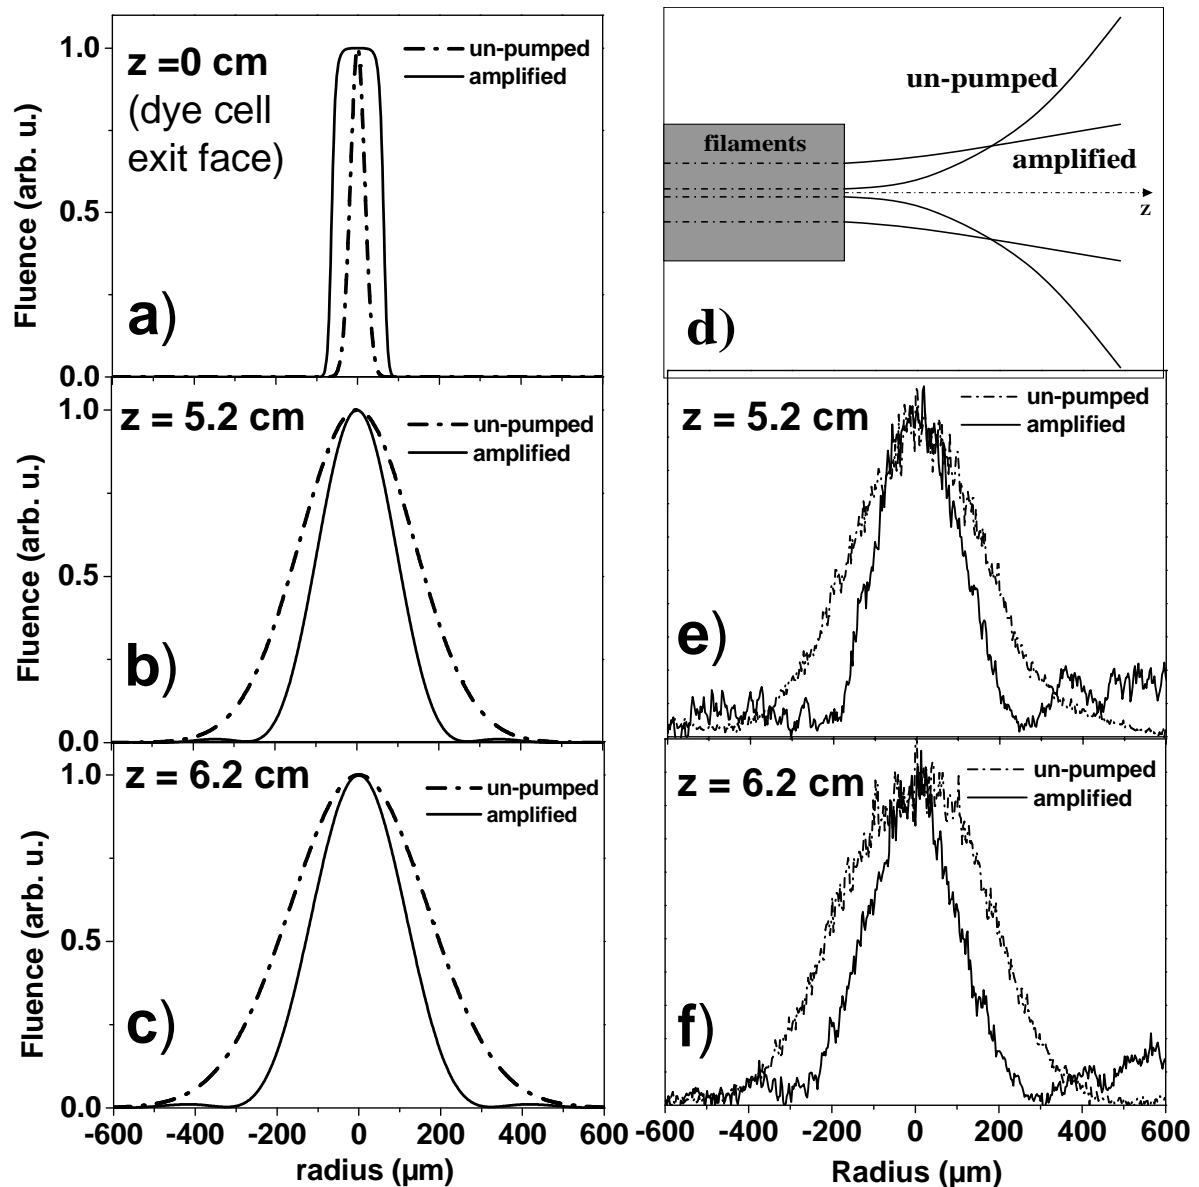 un-pumped
amplified
z =0 cm
(dye cell
exit face)
Fluence (arb. u.)
1.0
0.5
0.0
a)
un-pumped
filaments
amplified
z
d)
z = 5.2 cm
un-pumped
amplified
Fluence (arb. u.)
1.0
0.5
0.0
b)
z = 5.2 cm
un-pumped
amplified
e)
z = 6.2 cm
un-pumped
amplified
Fluence (arb. u.)
1.0
0.5
0.0
c)
-600 -400 -200 0 200 400 600
radius (µm)
z = 6.2 cm
un-pumped
amplified
f)
-600 -400 -200 0 200 400 600
Radius (µm)